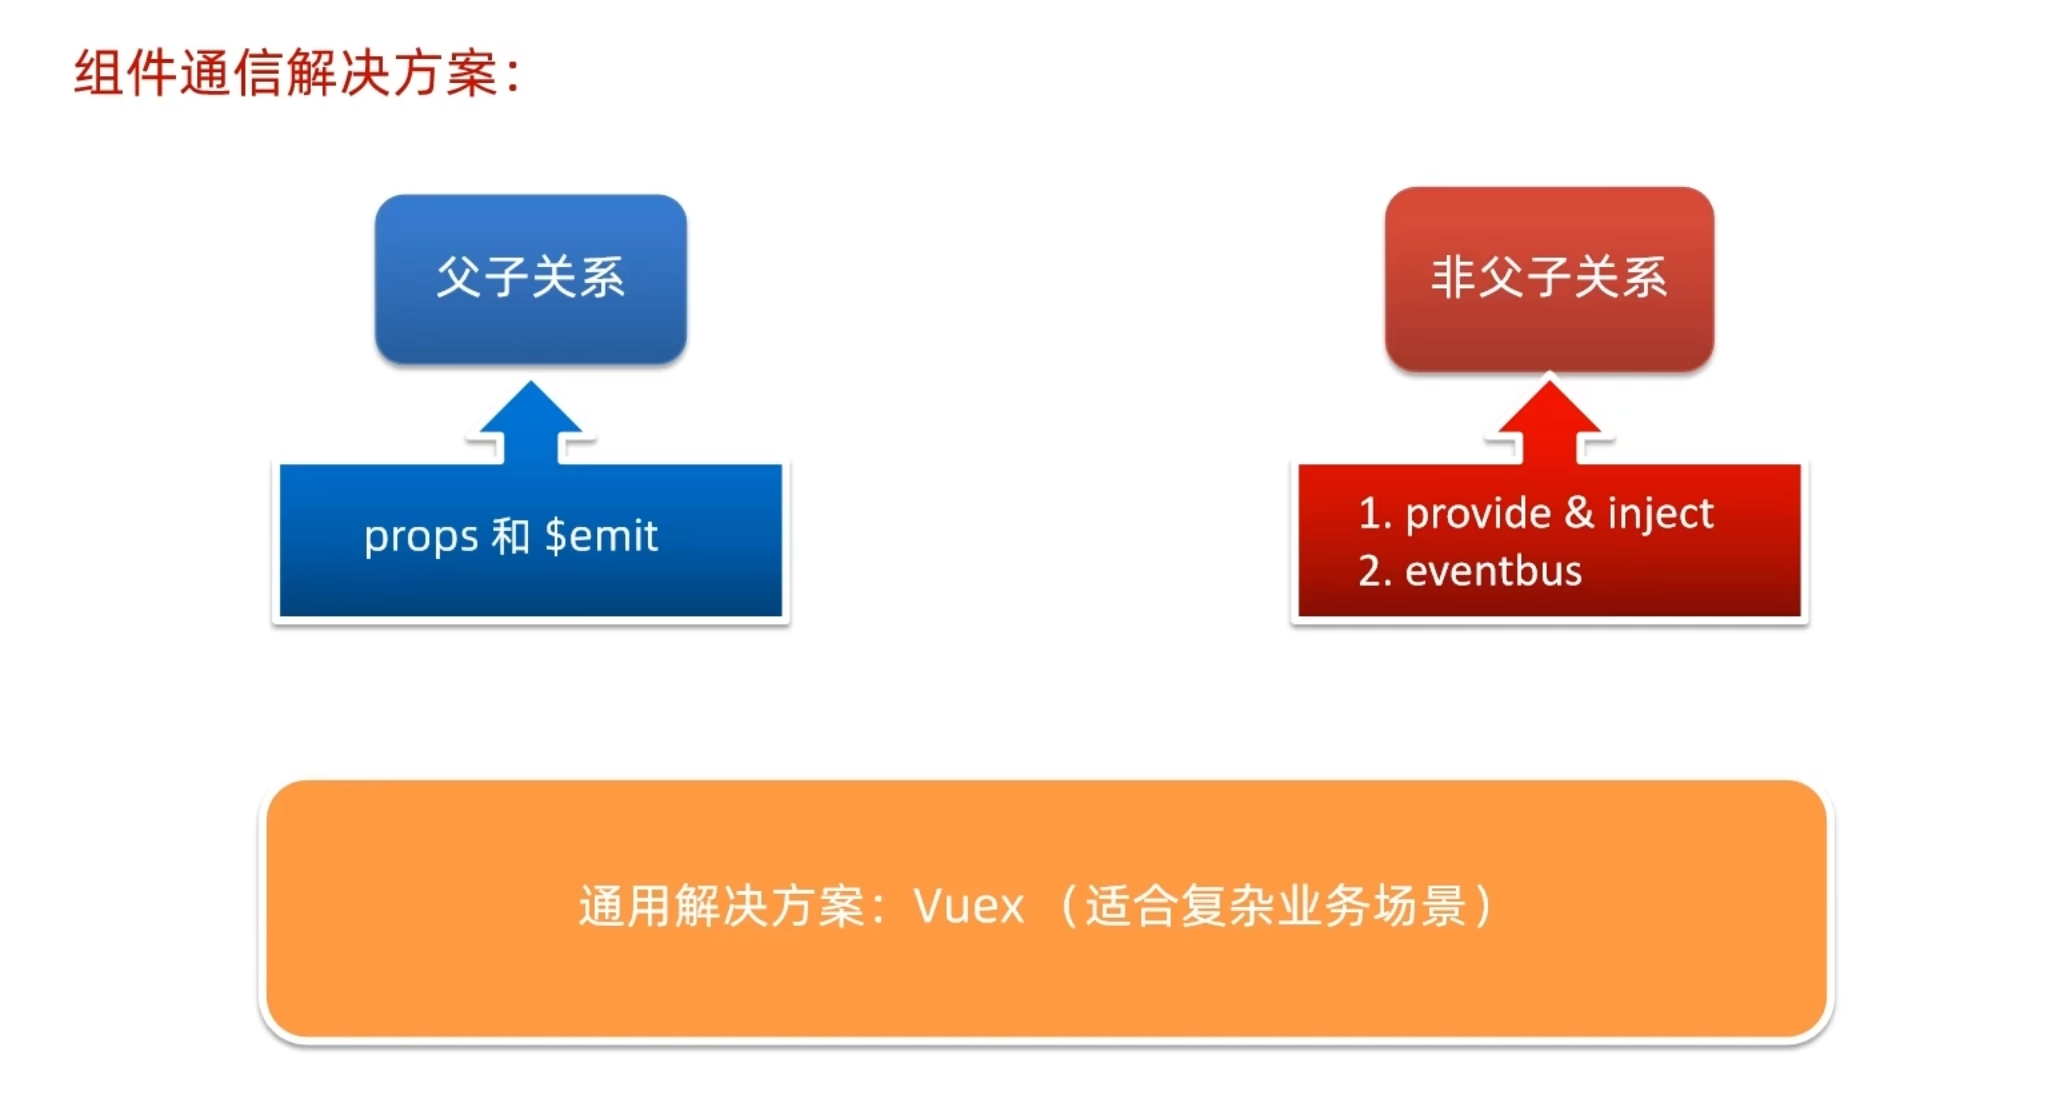 组件通信解决方案：
父子关系
非父子关系
props 和 $emit
1. provide & inject
2. eventbus
通用解决方案：Vuex （适合复杂业务场景）